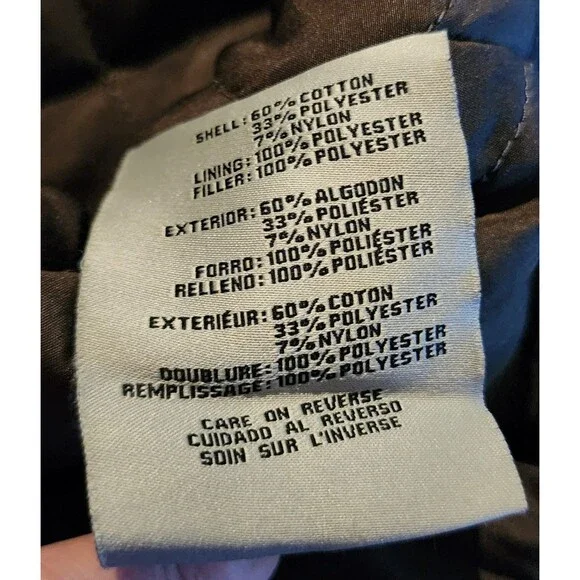 SHELL: 60% COTTON
33% POLYESTER
7% NYLON
LINING: 100% POLYESTER
FILLER: 100% POLYESTER
EXTERIOR: 60% ALGODON
33% POLIÉSTER
7% NYLON
FORRO: 100% POLIÉSTER
RELLENO: 100% POLIÉSTER
EXTERIÉUR: 60% COTON
33% POLYESTER
7% NYLON
DOUBLURE: 100% POLYESTER
REMPLISSAGE: 100% POLYESTER
CARE ON REVERSE
CUIDADO AL REVERSO
SOIN SUR L'INVERSE